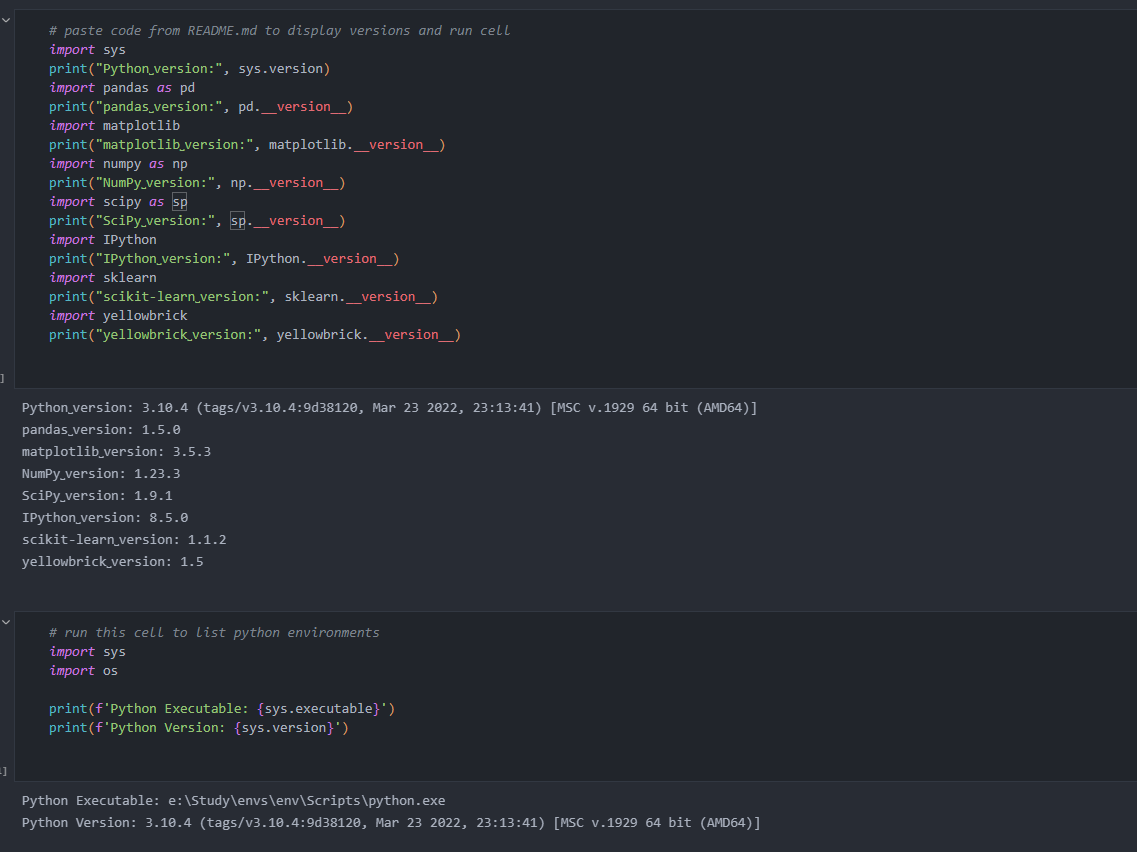 # paste code from README.md to display versions and run cell
import sys
print("Python_version:", sys.version)
import pandas as pd
print("pandas_version:", pd.__version__)
import matplotlib
print("matplotlib_version:", matplotlib.__version__)
import numpy as np
print("NumPy_version:", np.__version__)
import scipy as sp
print("SciPy_version:", sp.__version__)
import IPython
print("IPython_version:", IPython.__version__)
import sklearn
print("scikit-learn_version:", sklearn.__version__)
import yellowbrick
print("yellowbrick_version:", yellowbrick.__version__)
]
Python_version: 3.10.4 (tags/v3.10.4:9d38120, Mar 23 2022, 23:13:41) [MSC v.1929 64 bit (AMD64)]
pandas_version: 1.5.0
matplotlib_version: 3.5.3
NumPy_version: 1.23.3
SciPy_version: 1.9.1
IPython_version: 8.5.0
scikit-learn_version: 1.1.2
yellowbrick_version: 1.5
# run this cell to list python environments
import sys
import os
print(f'Python Executable: {sys.executable}')
print(f'Python Version: {sys.version}')
]
Python Executable: e:\Study\envs\env\Scripts\python.exe
Python Version: 3.10.4 (tags/v3.10.4:9d38120, Mar 23 2022, 23:13:41) [MSC v.1929 64 bit (AMD64)]